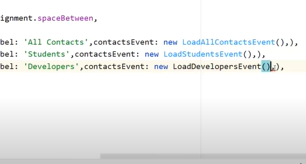 ignment.spaceBetween,
bel: 'All Contacts',contactsEvent: new LoadAllContactsEvent(),),
bel: 'Students',contactsEvent: new LoadStudentsEvent(),),
bel: 'Developers',contactsEvent: new LoadDevelopersEvent(),),